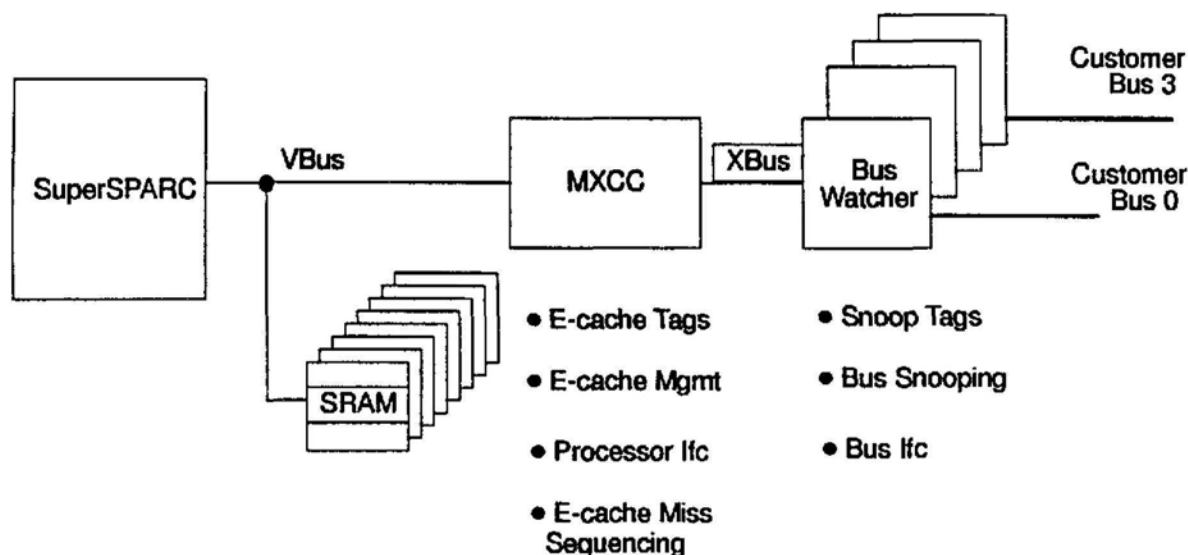 Customer
Bus 3
SuperSPARC
VBus
MXCC
XBus
Bus
Watcher
Customer
Bus 0
SRAM
● E-cache Tags
● E-cache Mgmt
● Processor Ifc
● E-cache Miss
Sequencing
● Snoop Tags
● Bus Snooping
● Bus Ifc